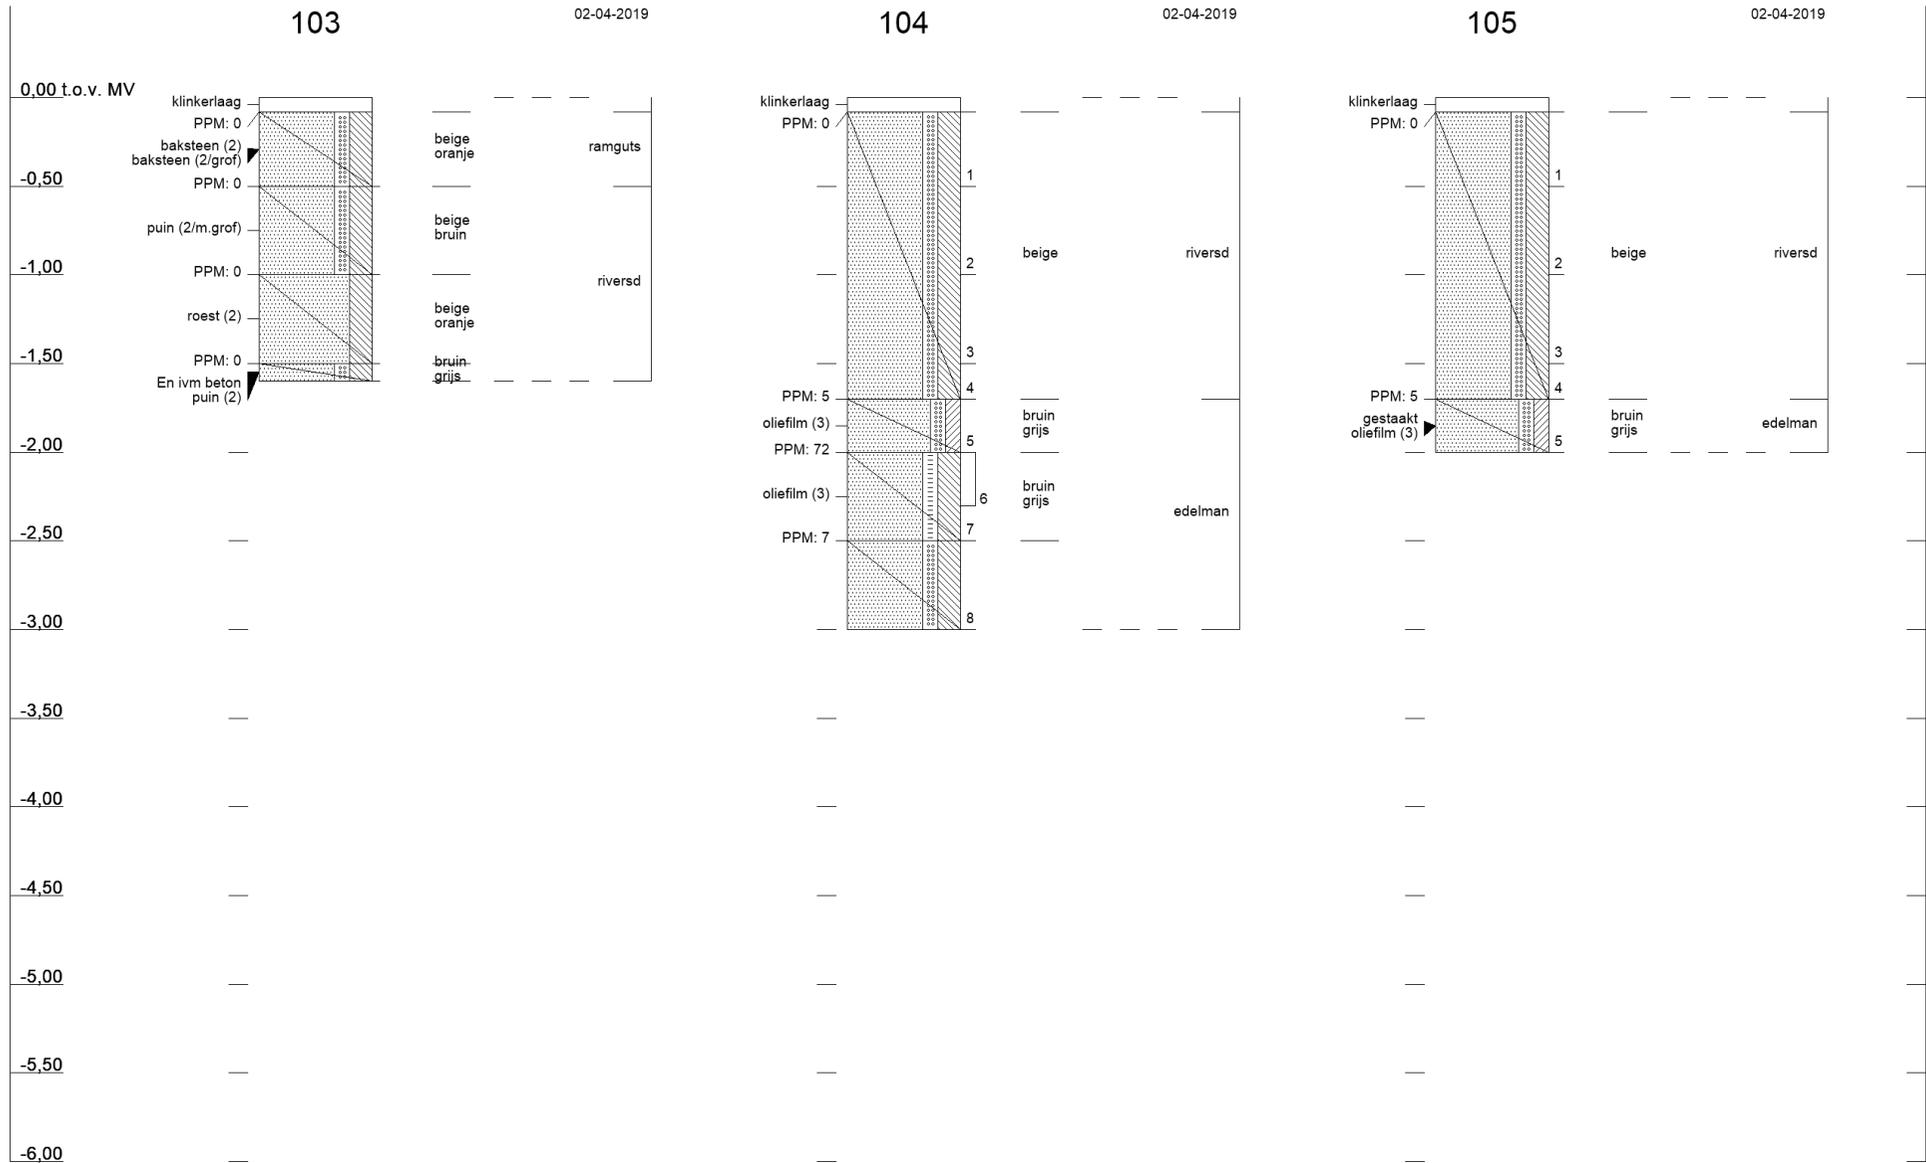 103
02-04-2019
104
02-04-2019
105
02-04-2019
0,00 t.o.v. MV
-0,50
-1,00
-1,50
-2,00
-2,50
-3,00
-3,50
-4,00
-4,50
-5,00
-5,50
-6,00
klinkerlaag
PPM: 0
baksteen (2)
baksteen (2/grof)
PPM: 0
puin (2/m.grof)
PPM: 0
roest (2)
PPM: 0
En ivm beton
puin (2)
beige
oranje
beige
bruin
beige
oranje
bruin
grijs
ramguts
riversd
klinkerlaag
PPM: 0
PPM: 5
oliefilm (3)
PPM: 72
oliefilm (3)
PPM: 7
1
2
3
4
5
6
7
8
beige
bruin
grijs
bruin
grijs
riversd
edelman
klinkerlaag
PPM: 0
PPM: 5
gestaakt
oliefilm (3)
1
2
3
4
5
beige
bruin
grijs
riversd
edelman